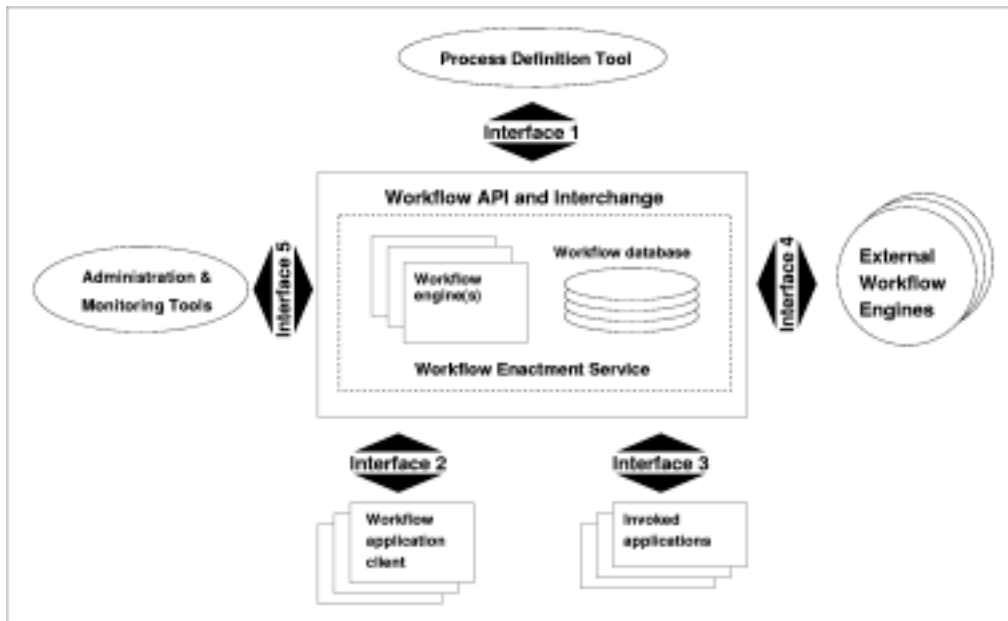 Process Definition Tool
Interface 1
Workflow API and Interchange
Interface 5
Administration &
Monitoring Tools
Workflow
engine(s)
Workflow database
Workflow Enactment Service
Interface 4
External
Workflow
Engines
Interface 2
Interface 3
Workflow
application
client
Invoked
applications